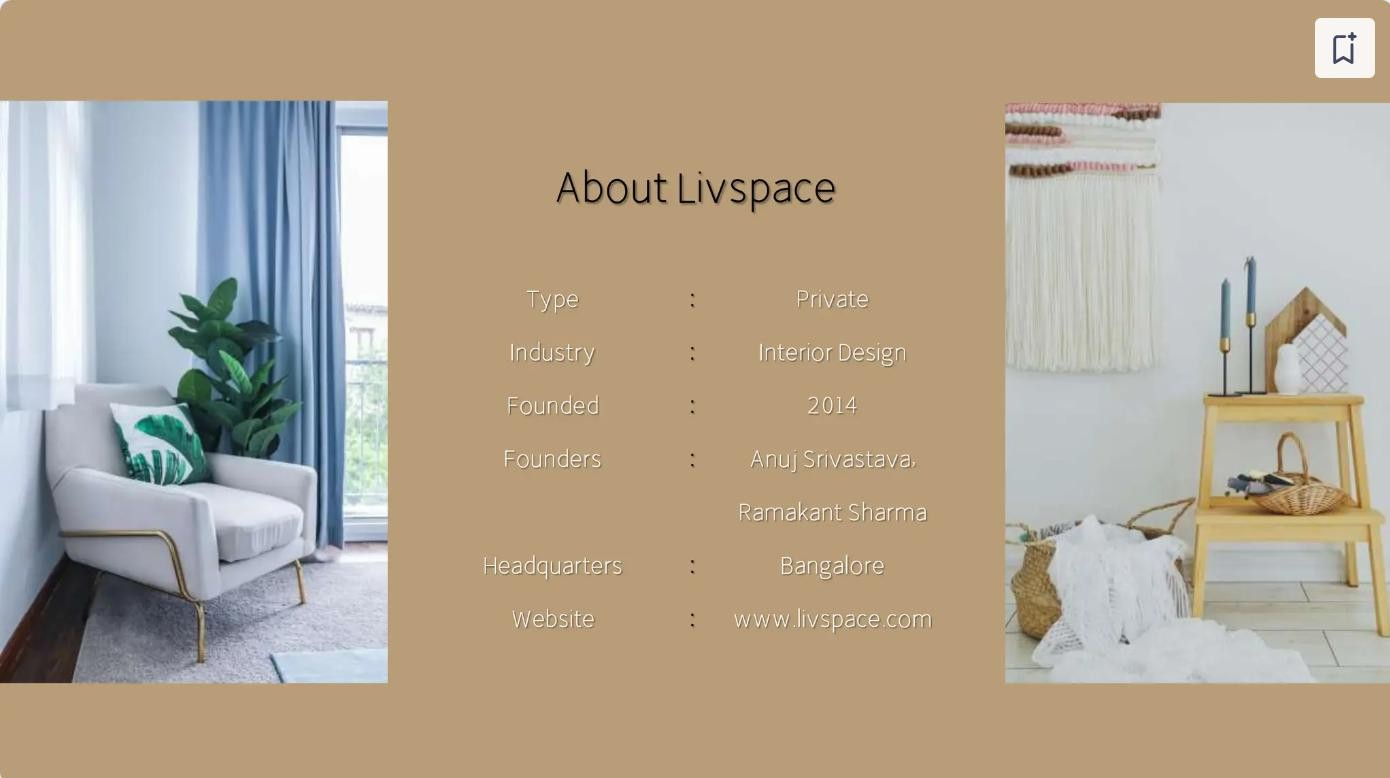 About Livspace
Type : Private
Industry : Interior Design
Founded : 2014
Founders : Anuj Srivastava,
Ramakant Sharma
Headquarters : Bangalore
Website : www.livspace.com